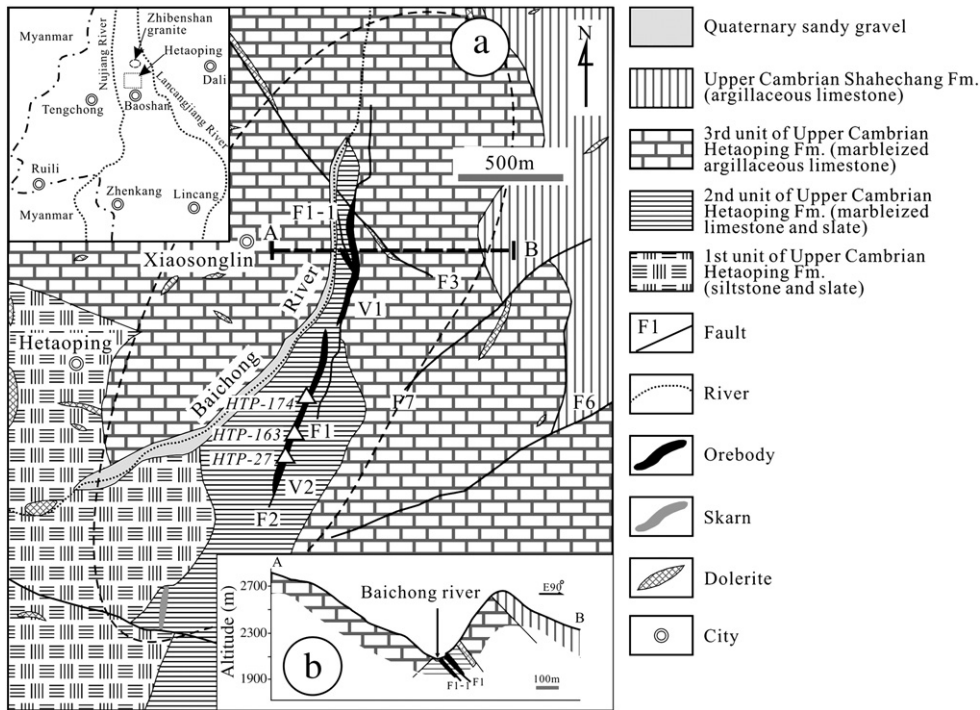 Zhibenshan
granite
Hetaoping
Myanmar
Nujiang River
Dali
Lancangjiang River
Tengchong
Baoshan
Ruili
Zhenkang
Lincang
Myanmar
a
N
500m
F1-1
A
B
Xiaosonglin
F3
River
V1
Hetaoping
Baichong
F7
F6
HTP-174
HTP-163
F1
HTP-27
V2
F2
A
2700
Baichong river
E90°
B
Altitude (m)
2300
b
1900
F1-1
F1
100m
Quaternary sandy gravel
Upper Cambrian Shahechang Fm.
(argillaceous limestone)
3rd unit of Upper Cambrian
Hetaoping Fm. (marbleized
argillaceous limestone)
2nd unit of Upper Cambrian
Hetaoping Fm. (marbleized
limestone and slate)
1st unit of Upper Cambrian
Hetaoping Fm.
(siltstone and slate)
F1
Fault
River
Orebody
Skarn
Dolerite
City